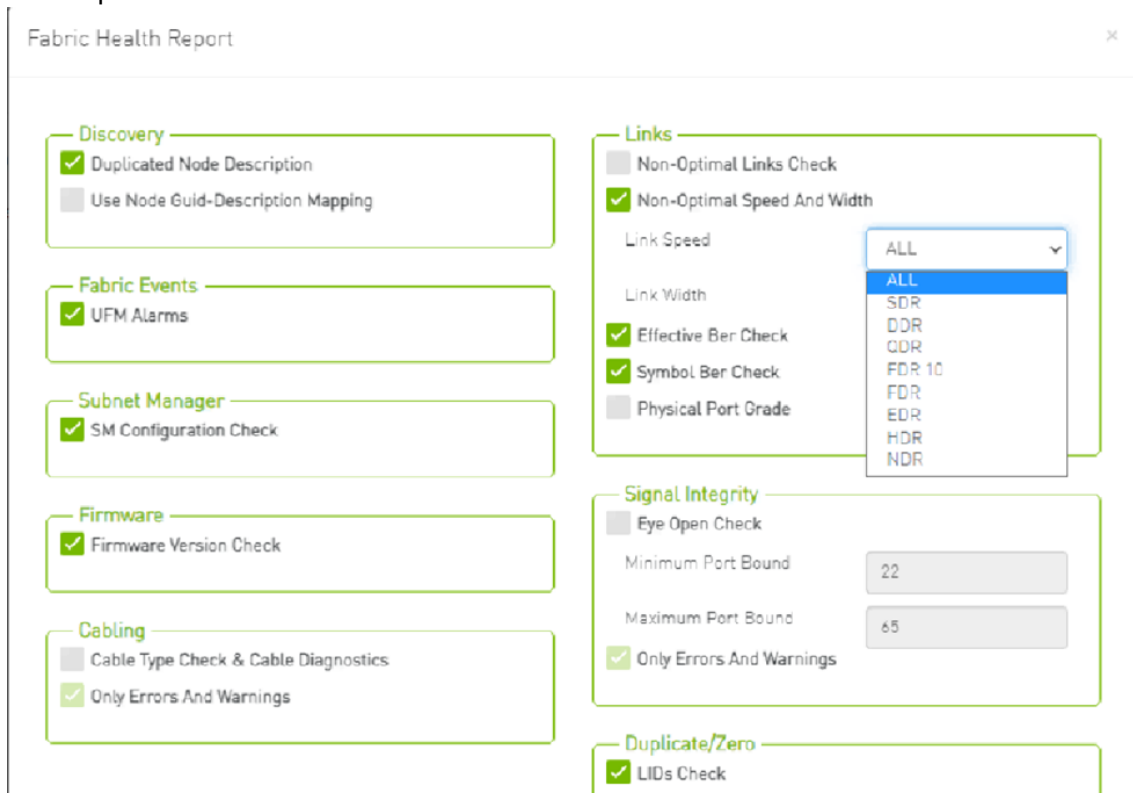 Fabric Health Report
×
Discovery
Duplicated Node Description
Use Node Guid-Description Mapping
Fabric Events
UFM Alarms
Subnet Manager
SM Configuration Check
Firmware
Firmware Version Check
Cabling
Cable Type Check & Cable Diagnostics
Only Errors And Warnings
Links
Non-Optimal Links Check
Non-Optimal Speed And Width
Link Speed
ALL
ALL
SDR
DDR
QDR
FDR 10
FDR
EDR
HDR
NDR
Link Width
Effective Ber Check
Symbol Ber Check
Physical Port Grade
Signal Integrity
Eye Open Check
Minimum Port Bound
22
Maximum Port Bound
65
Only Errors And Warnings
Duplicate/Zero
LIDs Check